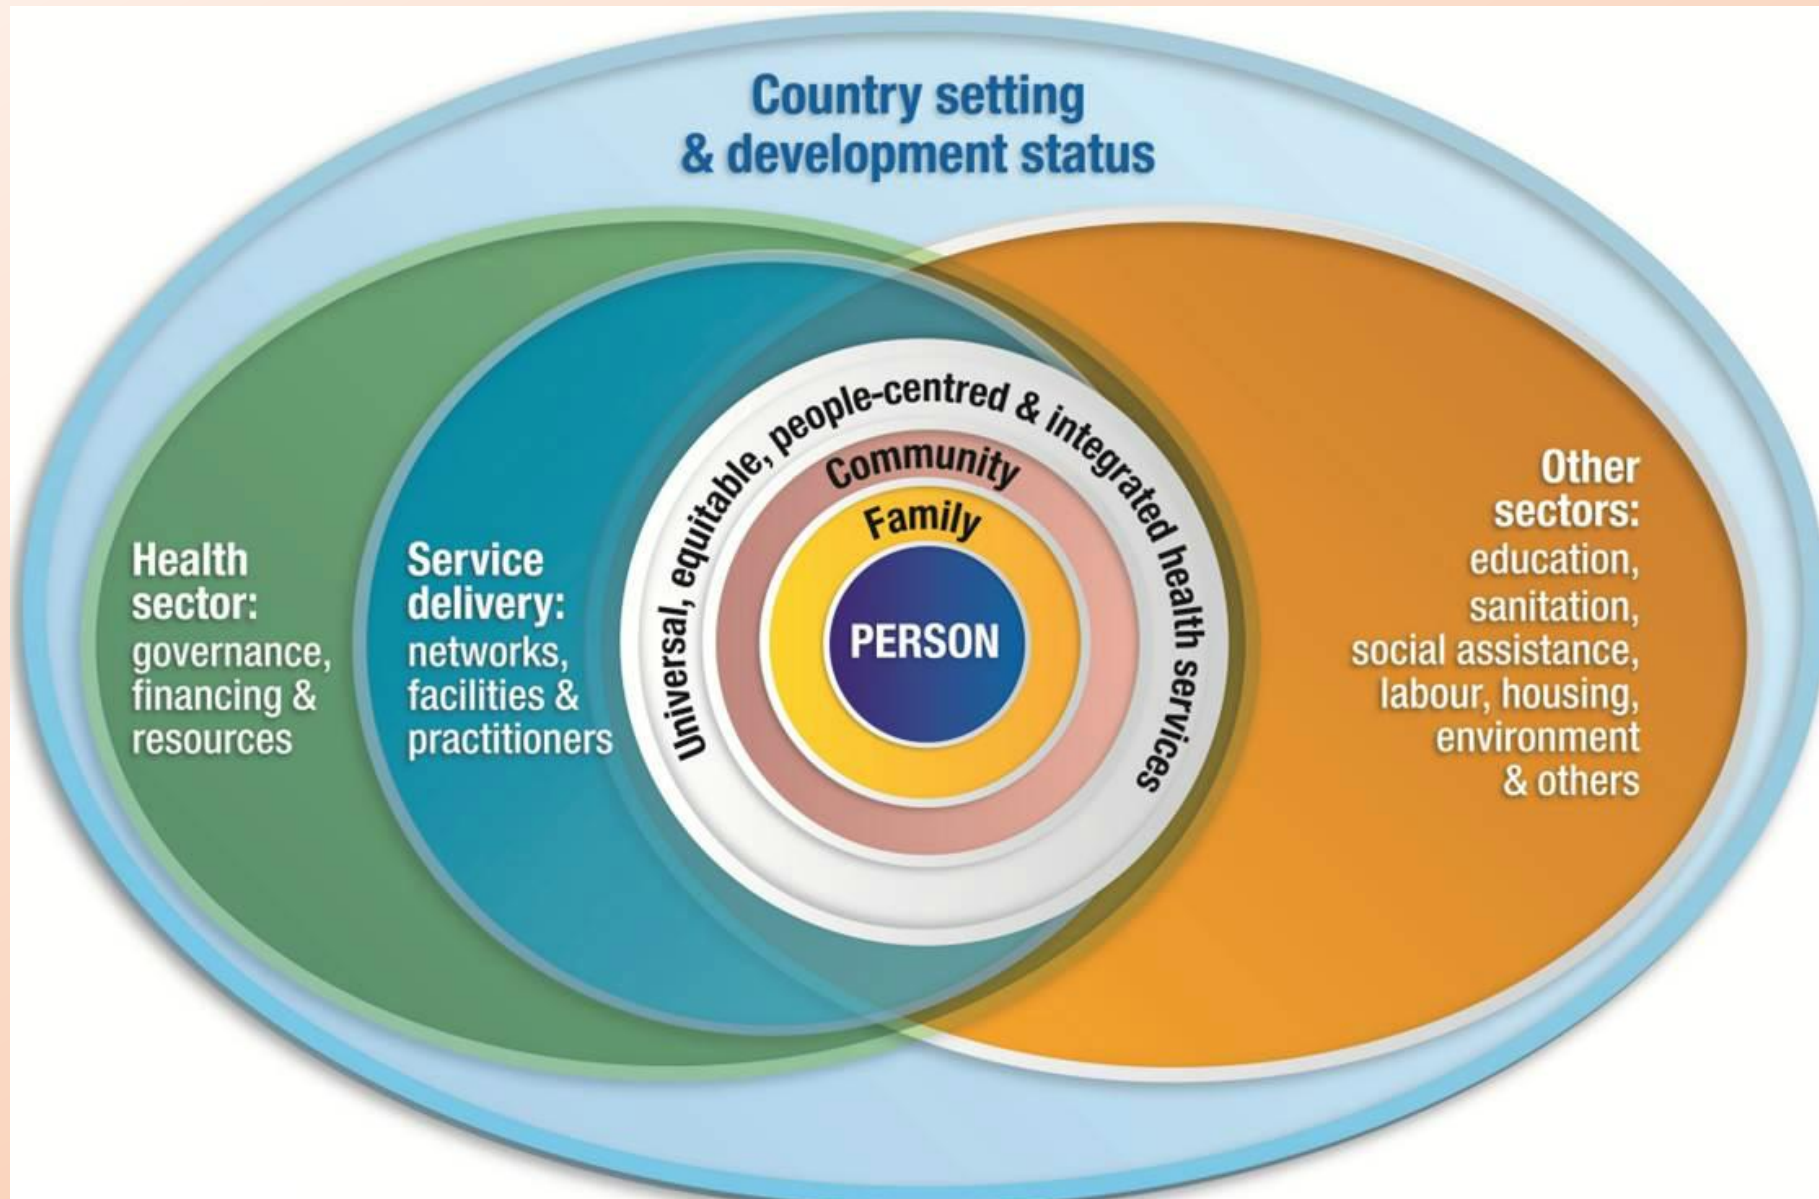 Country setting
& development status
Health
sector:
governance,
financing &
resources
Service
delivery:
networks,
facilities &
practitioners
Universal, equitable, people-centred & integrated health services
Community
Family
PERSON
Other
sectors:
education,
sanitation,
social assistance,
labour, housing,
environment
& others